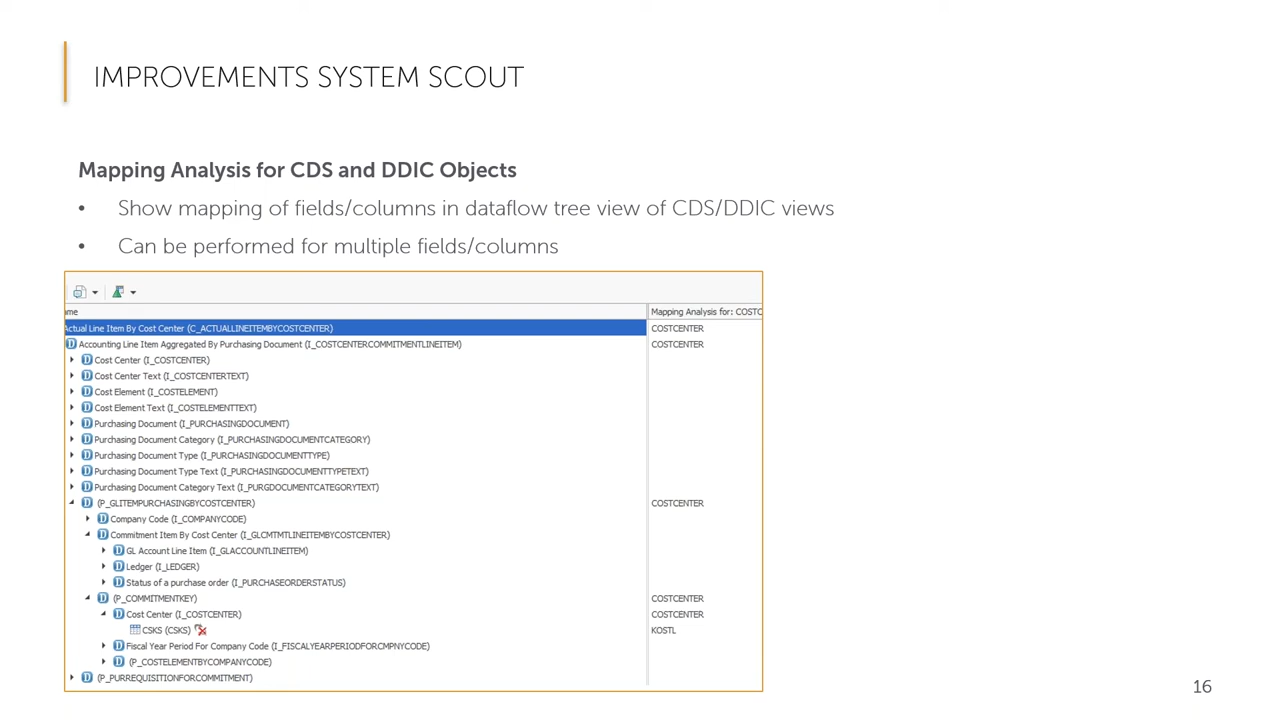 IMPROVEMENTS SYSTEM SCOUT
Mapping Analysis for CDS and DDIC Objects
• Show mapping of fields/columns in dataflow tree view of CDS/DDIC views
• Can be performed for multiple fields/columns
me Mapping Analysis for: COSTC
Actual Line Item By Cost Center (C_ACTUALLINEITEMBYCOSTCENTER) COSTCENTER
Accounting Line Item Aggregated By Purchasing Document (I_COSTCENTERCOMMITMENTLINEITEM) COSTCENTER
Cost Center (I_COSTCENTER)
Cost Center Text (I_COSTCENTERTEXT)
Cost Element (I_COSTELEMENT)
Cost Element Text (I_COSTELEMENTTEXT)
Purchasing Document (I_PURCHASINGDOCUMENT)
Purchasing Document Category (I_PURCHASINGDOCUMENTCATEGORY)
Purchasing Document Type (I_PURCHASINGDOCUMENTTYPE)
Purchasing Document Type Text (I_PURCHASINGDOCUMENTTYPETEXT)
Purchasing Document Category Text (I_PURGDOCUMENTCATEGORYTEXT)
(P_GLITEMPURCHASINGBYCOSTCENTER) COSTCENTER
Company Code (I_COMPANYCODE)
Commitment Item By Cost Center (I_GLCMTMTLINEITEMBYCOSTCENTER)
GL Account Line Item (I_GLACCOUNTLINEITEM)
Ledger (I_LEDGER)
Status of a purchase order (I_PURCHASEORDERSTATUS)
(P_COMMITMENTKEY) COSTCENTER
Cost Center (I_COSTCENTER) COSTCENTER
CSKS (CSKS) KOSTL
Fiscal Year Period For Company Code (I_FISCALYEARPERIODFORCMPNYCODE)
(P_COSTELEMENTBYCOMPANYCODE)
(P_PURREQUISITIONFORCOMMITMENT)
16